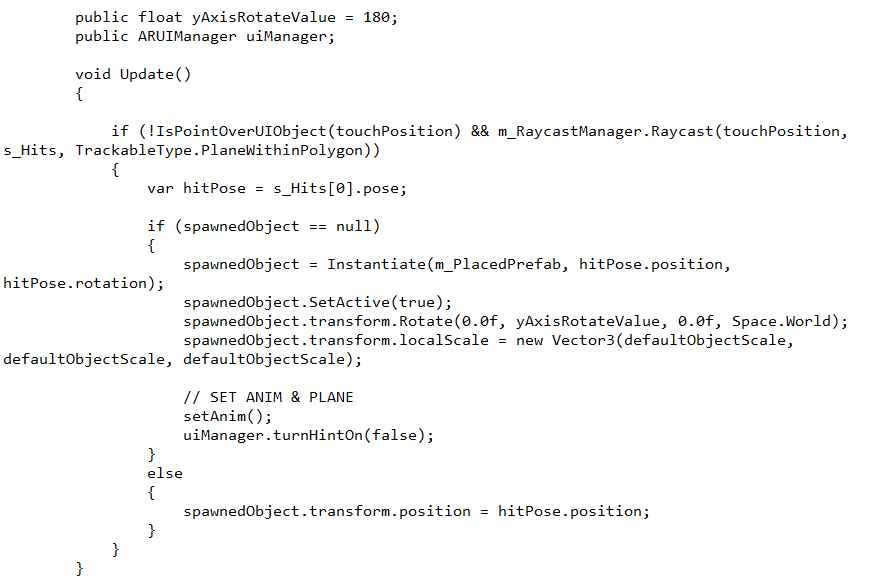 public float yAxisRotateValue = 180;
public ARUIManager uiManager;
void Update()
{
if (!IsPointOverUIObject(touchPosition) && m_RaycastManager.Raycast(touchPosition,
s_Hits, TrackableType.PlaneWithinPolygon))
{
var hitPose = s_Hits[0].pose;
if (spawnedObject == null)
{
spawnedObject = Instantiate(m_PlacedPrefab, hitPose.position,
hitPose.rotation);
spawnedObject.SetActive(true);
spawnedObject.transform.Rotate(0.0f, yAxisRotateValue, 0.0f, Space.World);
spawnedObject.transform.localScale = new Vector3(defaultObjectScale,
defaultObjectScale, defaultObjectScale);
// SET ANIM & PLANE
setAnim();
uiManager.turnHintOn(false);
}
else
{
spawnedObject.transform.position = hitPose.position;
}
}
}